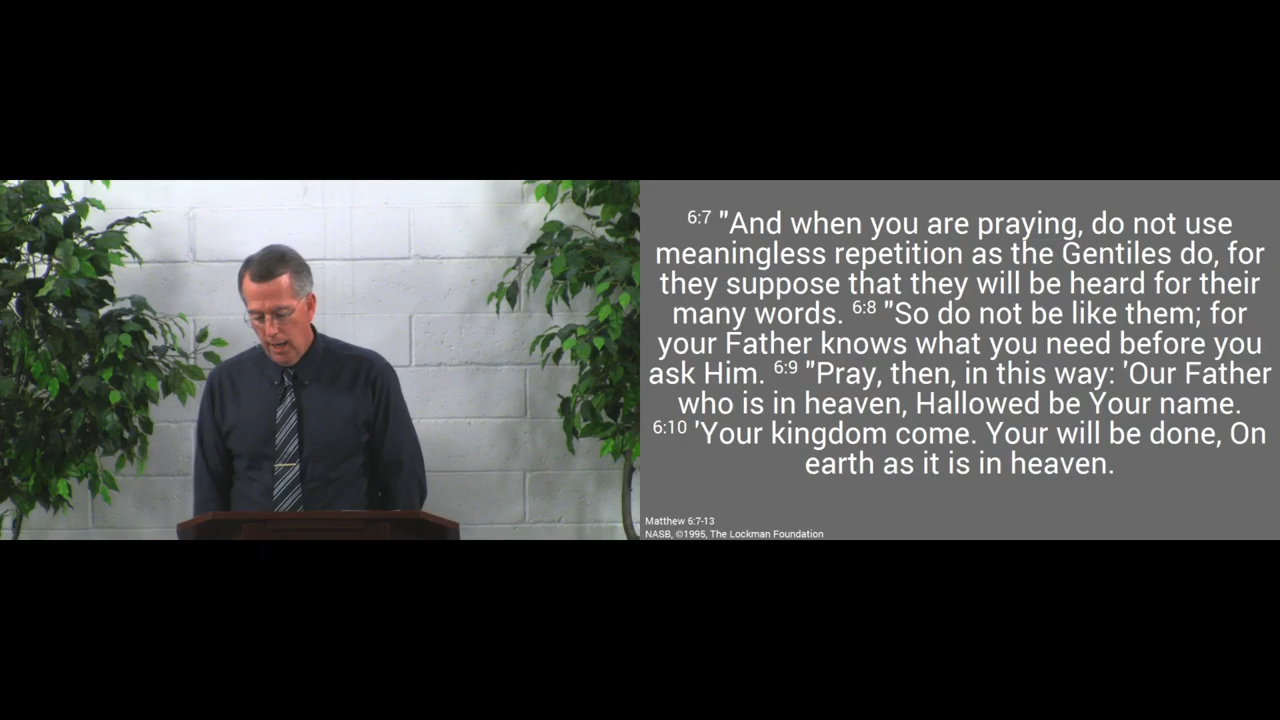 6:7 "And when you are praying, do not use
meaningless repetition as the Gentiles do, for
they suppose that they will be heard for their
many words. 6:8 "So do not be like them; for
your Father knows what you need before you
ask Him. 6:9 "Pray, then, in this way: 'Our Father
who is in heaven, Hallowed be Your name.
6:10 'Your kingdom come. Your will be done, On
earth as it is in heaven.
Matthew 6:7-13
NASB, ©1995, The Lockman Foundation